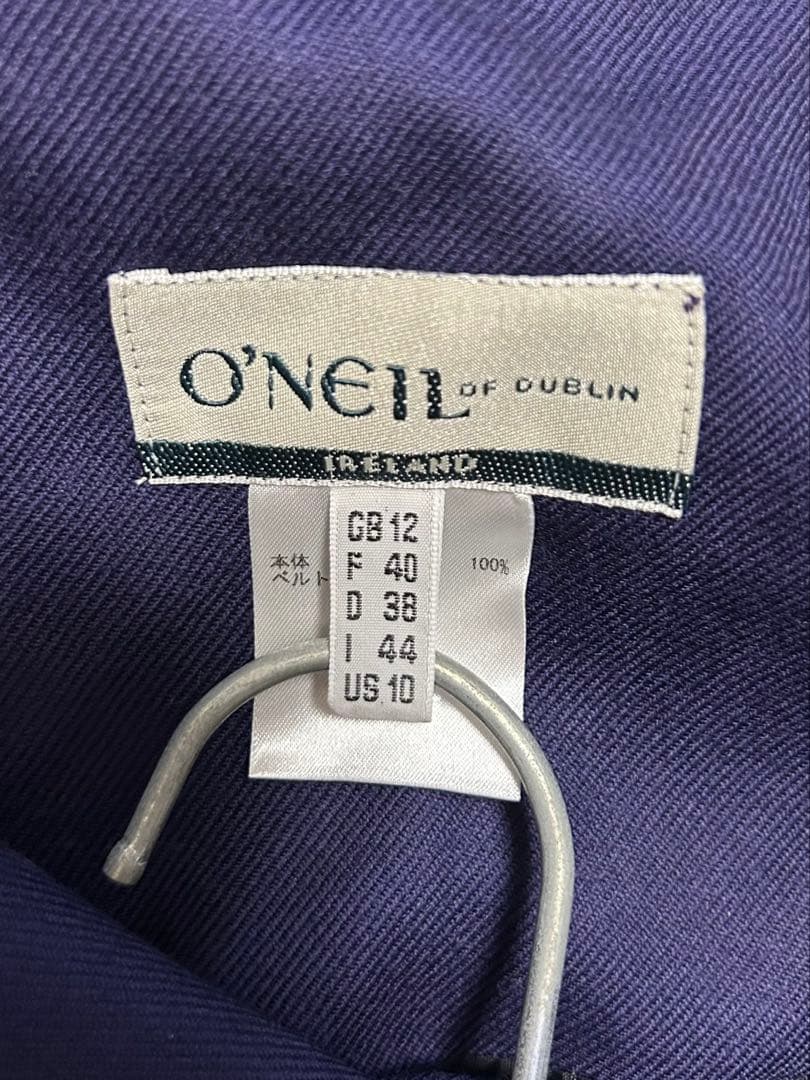 O'NEIL OF DUBLIN
IRELAND
GB 12
F 40
D 38
I 44
US 10
本体
ベルト
100%